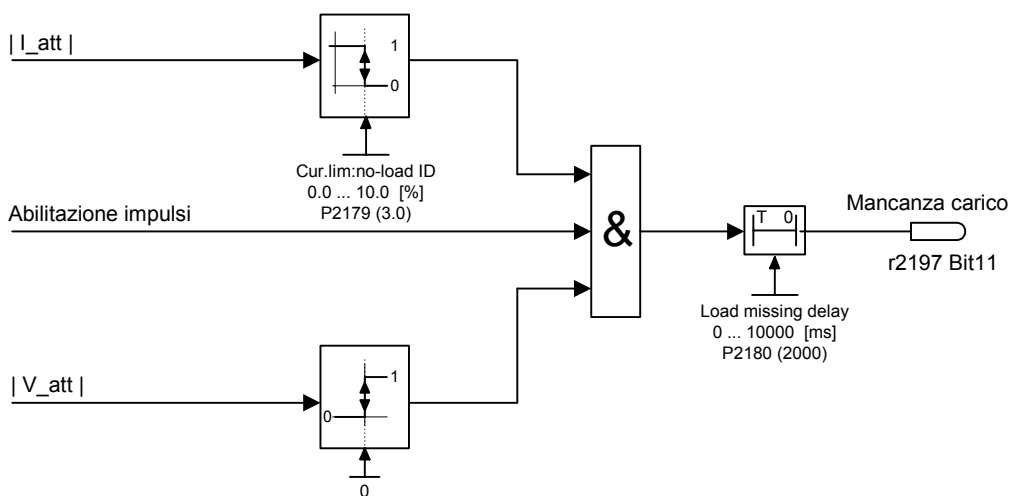 | I_att |
1
0
Cur.lim:no-load ID
0.0 ... 10.0 [%]
P2179 (3.0)
Abilitazione impulsi
&
T 0
Mancanza carico
r2197 Bit11
Load missing delay
0 ... 10000 [ms]
P2180 (2000)
| V_att |
1
0
0